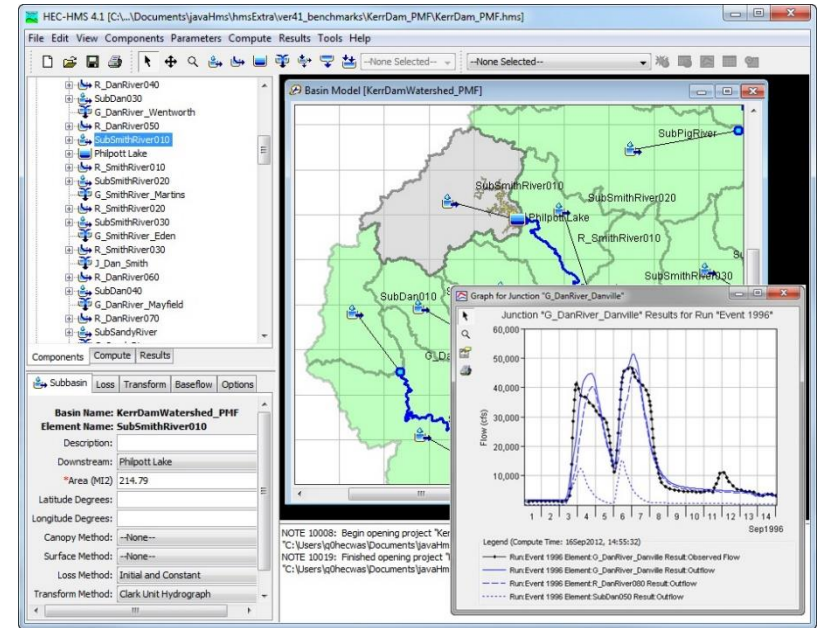 HEC-HMS 4.1 [C:\...\Documents\javaHms\hmsExtra\ver41_benchmarks\KerrDam_PMF\KerrDam_PMF.hms]
File Edit View Components Parameters Compute Results Tools Help
--None Selected--
--None Selected--
R_DanRiver040
SubDan030
G_DanRiver_Wentworth
R_DanRiver050
SubSmithRiver010
Philpott Lake
R_SmithRiver010
SubSmithRiver020
G_SmithRiver_Martins
R_SmithRiver020
SubSmithRiver030
G_SmithRiver_Eden
R_SmithRiver030
J_Dan_Smith
R_DanRiver060
SubDan040
G_DanRiver_Mayfield
R_DanRiver070
SubSandyRiver
Components Compute Results
Subbasin Loss Transform Baseflow Options
Basin Name: KerrDamWatershed_PMF
Element Name: SubSmithRiver010
Description:
Downstream: Philpott Lake
*Area (MI2) 214.79
Latitude Degrees:
Longitude Degrees:
Canopy Method: --None--
Surface Method: --None--
Loss Method: Initial and Constant
Transform Method: Clark Unit Hydrograph
Basin Model [KerrDamWatershed_PMF]
SubPigRiver
SubSmithRiver010
SubSmithRiver020
Philpott Lake
R_SmithRiver010
SubSmithRiver030
SubDan010
NOTE 10008: Begin opening project "Ker
"C:\Users\q0hecwas\Documents\javaHm
NOTE 10019: Finished opening project "
"C:\Users\q0hecwas\Documents\javaHm
Graph for Junction "G_DanRiver_Danville"
Junction "G_DanRiver_Danville" Results for Run "Event 1996"
60,000
50,000
40,000
30,000
20,000
10,000
Flow (cfs)
1 2 3 4 5 6 7 8 9 10 11 12 13 14
Sep1996
Legend (Compute Time: 16Sep2012, 14:55:32)
Run:Event 1996 Element:G_DanRiver_Danville Result:Observed Flow
Run:Event 1996 Element:G_DanRiver_Danville Result:Outflow
Run:Event 1996 Element:R_DanRiver080 Result:Outflow
Run:Event 1996 Element:SubDan050 Result:Outflow